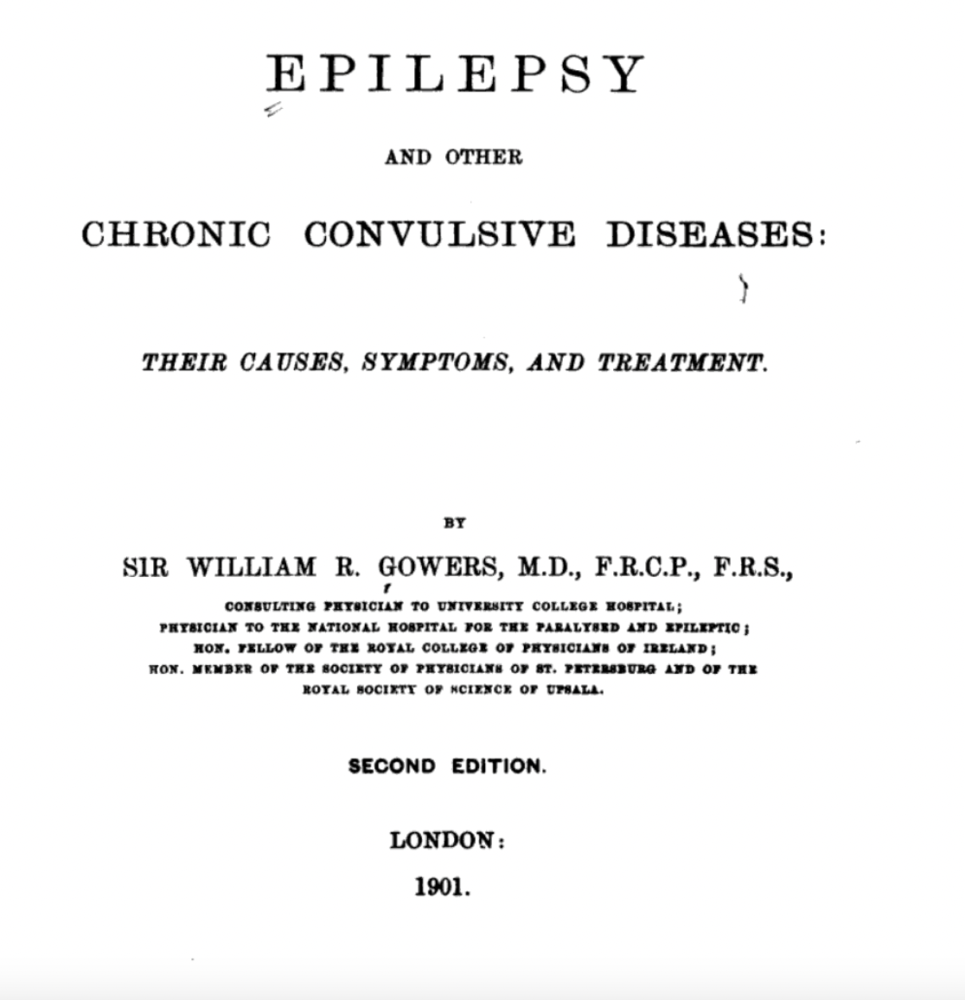 EPILEPSY
AND OTHER
CHRONIC CONVULSIVE DISEASES:
THEIR CAUSES, SYMPTOMS, AND TREATMENT.
BY
SIR WILLIAM R. GOWERS, M.D., F.R.C.P., F.R.S.,
CONSULTING PHYSICIAN TO UNIVERSITY COLLEGE HOSPITAL;
PHYSICIAN TO THE NATIONAL HOSPITAL FOR THE PARALYSED AND EPILEPTIC;
HON. FELLOW OF THE ROYAL COLLEGE OF PHYSICIANS OF IRELAND;
HON. MEMBER OF THE SOCIETY OF PHYSICIANS OF ST. PETERSBURG AND OF THE
ROYAL SOCIETY OF SCIENCE OF UPSALA.
SECOND EDITION.
LONDON:
1901.